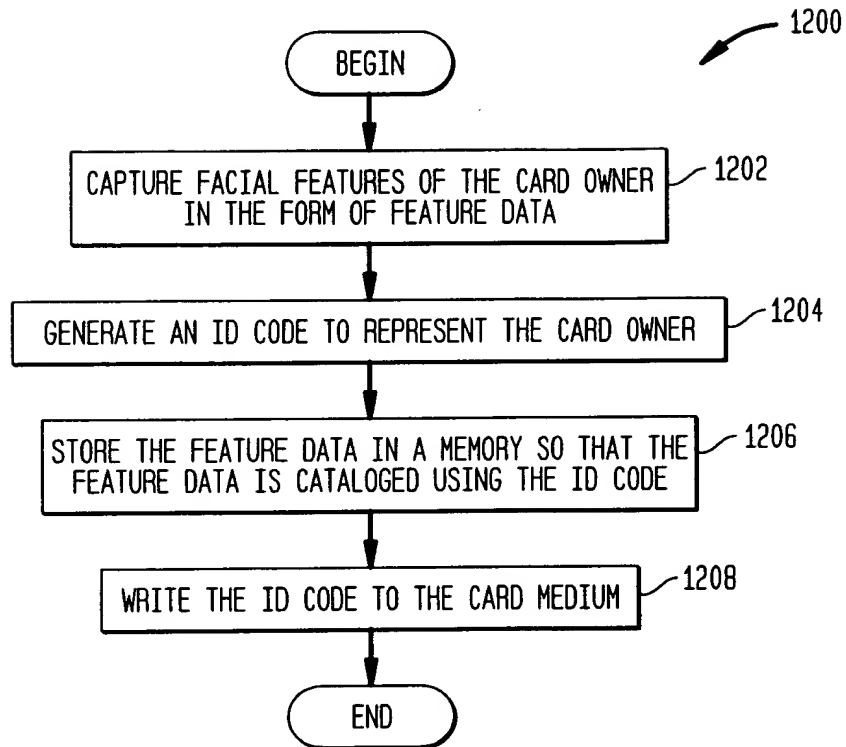 1200
BEGIN
CAPTURE FACIAL FEATURES OF THE CARD OWNER
IN THE FORM OF FEATURE DATA
1202
GENERATE AN ID CODE TO REPRESENT THE CARD OWNER
1204
STORE THE FEATURE DATA IN A MEMORY SO THAT THE
FEATURE DATA IS CATALOGED USING THE ID CODE
1206
WRITE THE ID CODE TO THE CARD MEDIUM
1208
END